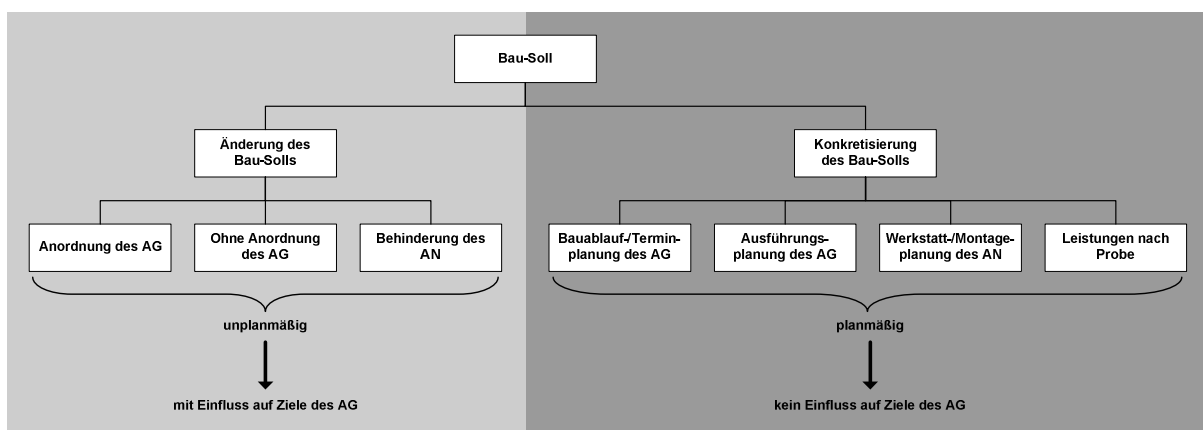 Bau-Soll
Änderung des
Bau-Solls
Konkretisierung
des Bau-Solls
Anordnung des AG
Ohne Anordnung
des AG
Behinderung des
AN
Bauablauf-/Termin-
planung des AG
Ausführungs-
planung des AG
Werkstatt-/Montage-
planung des AN
Leistungen nach
Probe
unplanmäßig
planmäßig
mit Einfluss auf Ziele des AG
kein Einfluss auf Ziele des AG